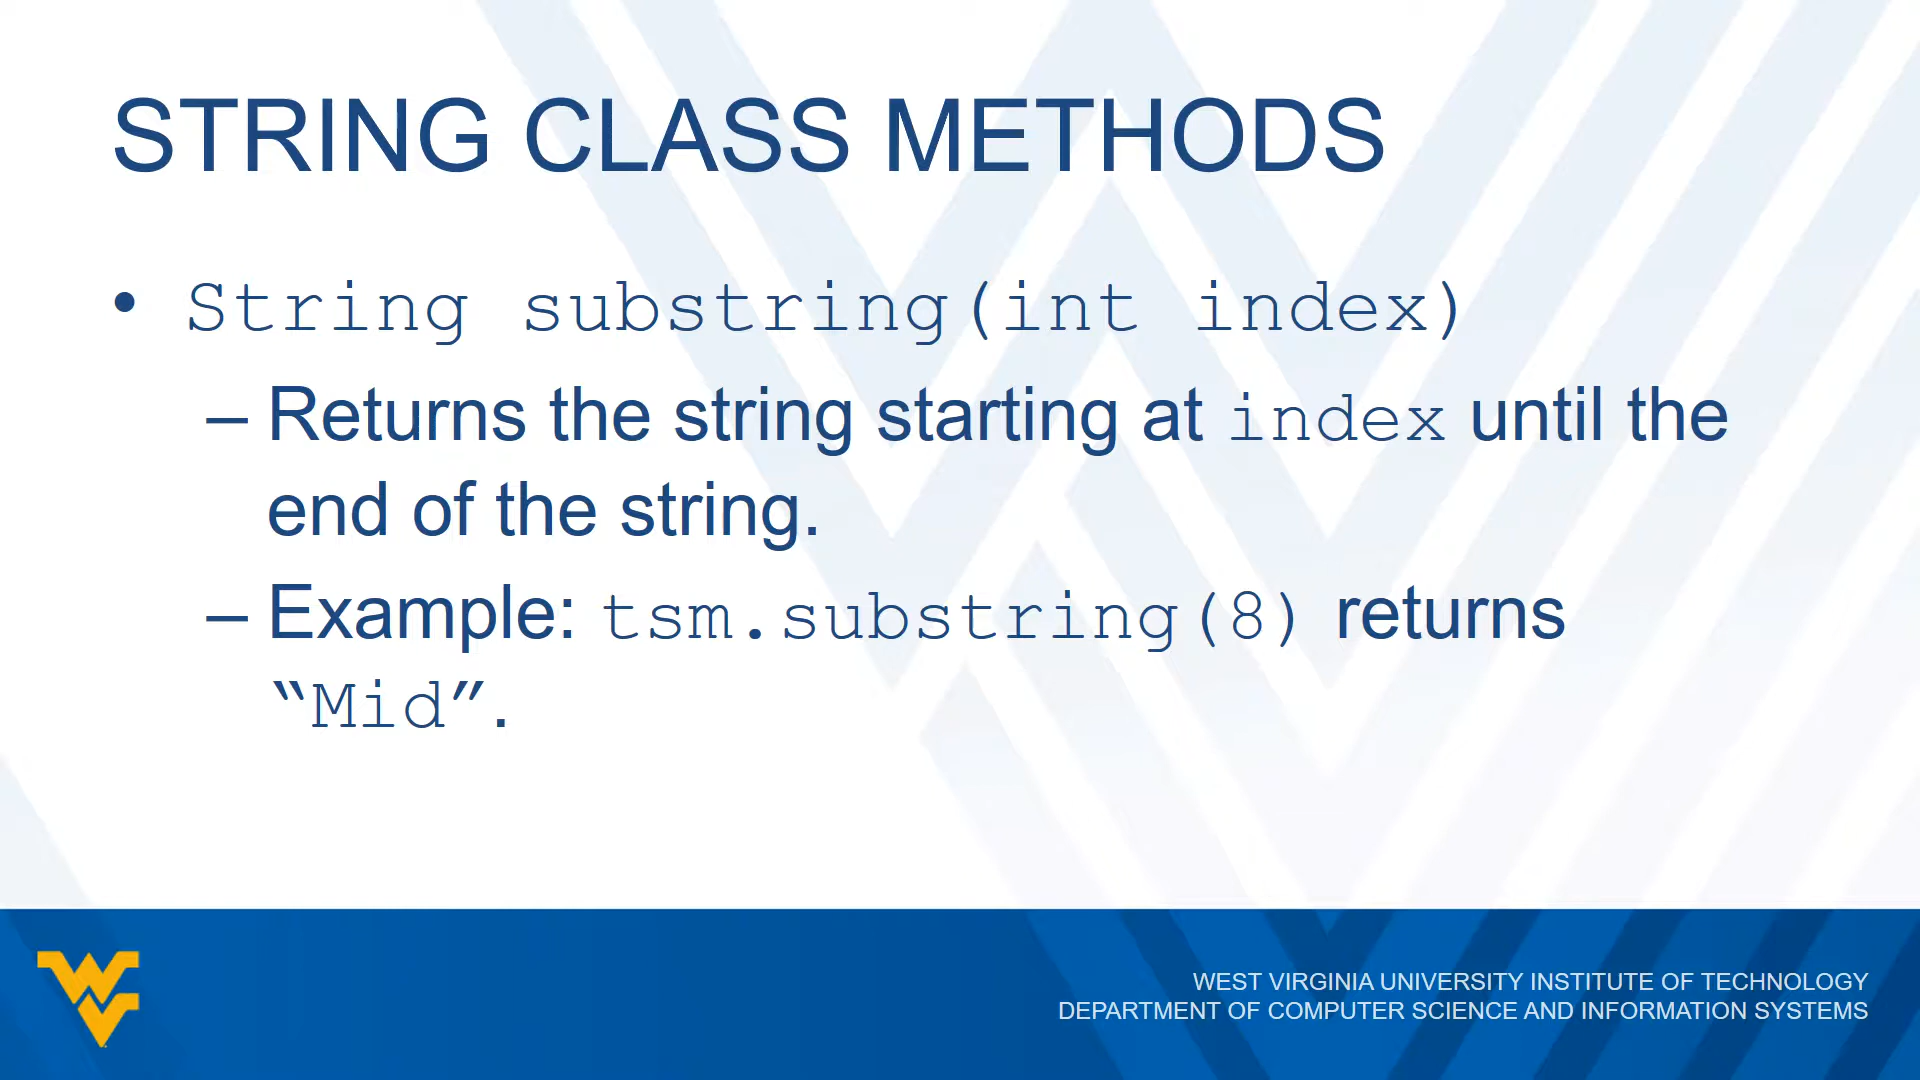 STRING CLASS METHODS
• String substring(int index)
– Returns the string starting at index until the
end of the string.
– Example: tsm.substring(8) returns
“Mid”.
WEST VIRGINIA UNIVERSITY INSTITUTE OF TECHNOLOGY
DEPARTMENT OF COMPUTER SCIENCE AND INFORMATION SYSTEMS